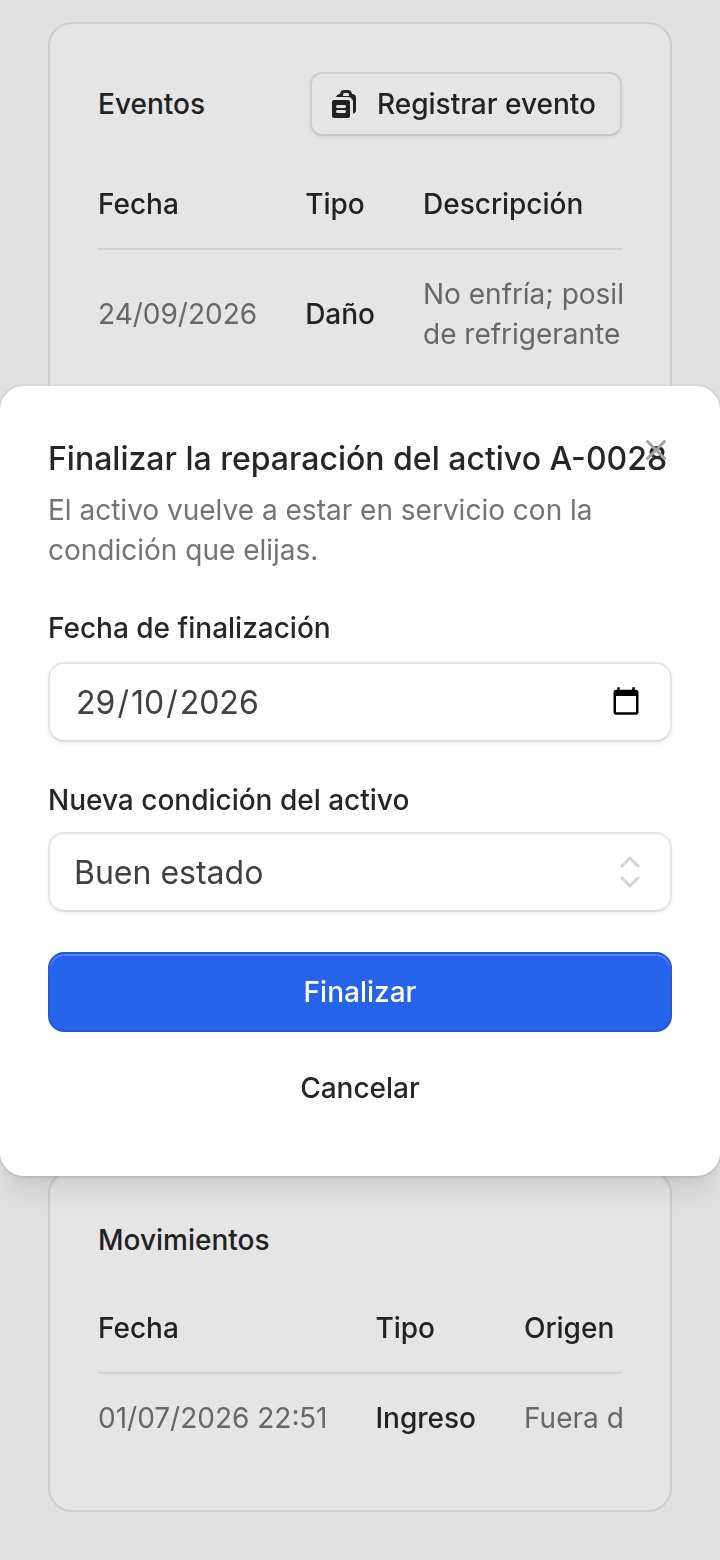 Eventos
Registrar evento
Fecha Tipo Descripción
24/09/2026 Daño No enfría;
de refrigerante
Finalizar la reparación del activo A-0028
El activo vuelve a estar en servicio con la
condición que elijas.
Fecha de finalización
29/10/2026
Nueva condición del activo
Buen estado
Finalizar
Cancelar
Movimientos
Fecha Tipo Origen
01/07/2026 22:51 Ingreso Fuera